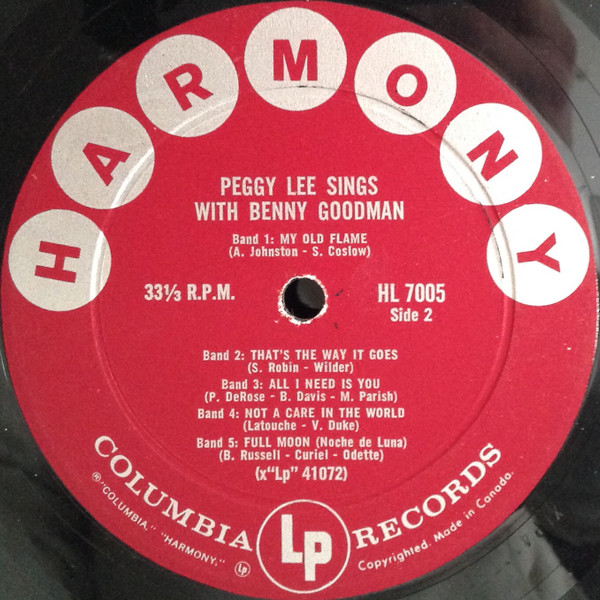 HARMONY
PEGGY LEE SINGS
WITH BENNY GOODMAN
Band 1: MY OLD FLAME
(A. Johnston - S. Coslow)
33⅓ R.P.M.
HL 7005
Side 2
Band 2: THAT'S THE WAY IT GOES
(S. Robin - Wilder)
Band 3: ALL I NEED IS YOU
(P. DeRose - B. Davis - M. Parish)
Band 4: NOT A CARE IN THE WORLD
(Latouche - V. Duke)
Band 5: FULL MOON (Noche de Luna)
(B. Russell - Curiel - Odette)
(x"Lp" 41072)
COLUMBIA Lp RECORDS
® "COLUMBIA," "HARMONY," Lp
Copyrighted. Made in Canada.